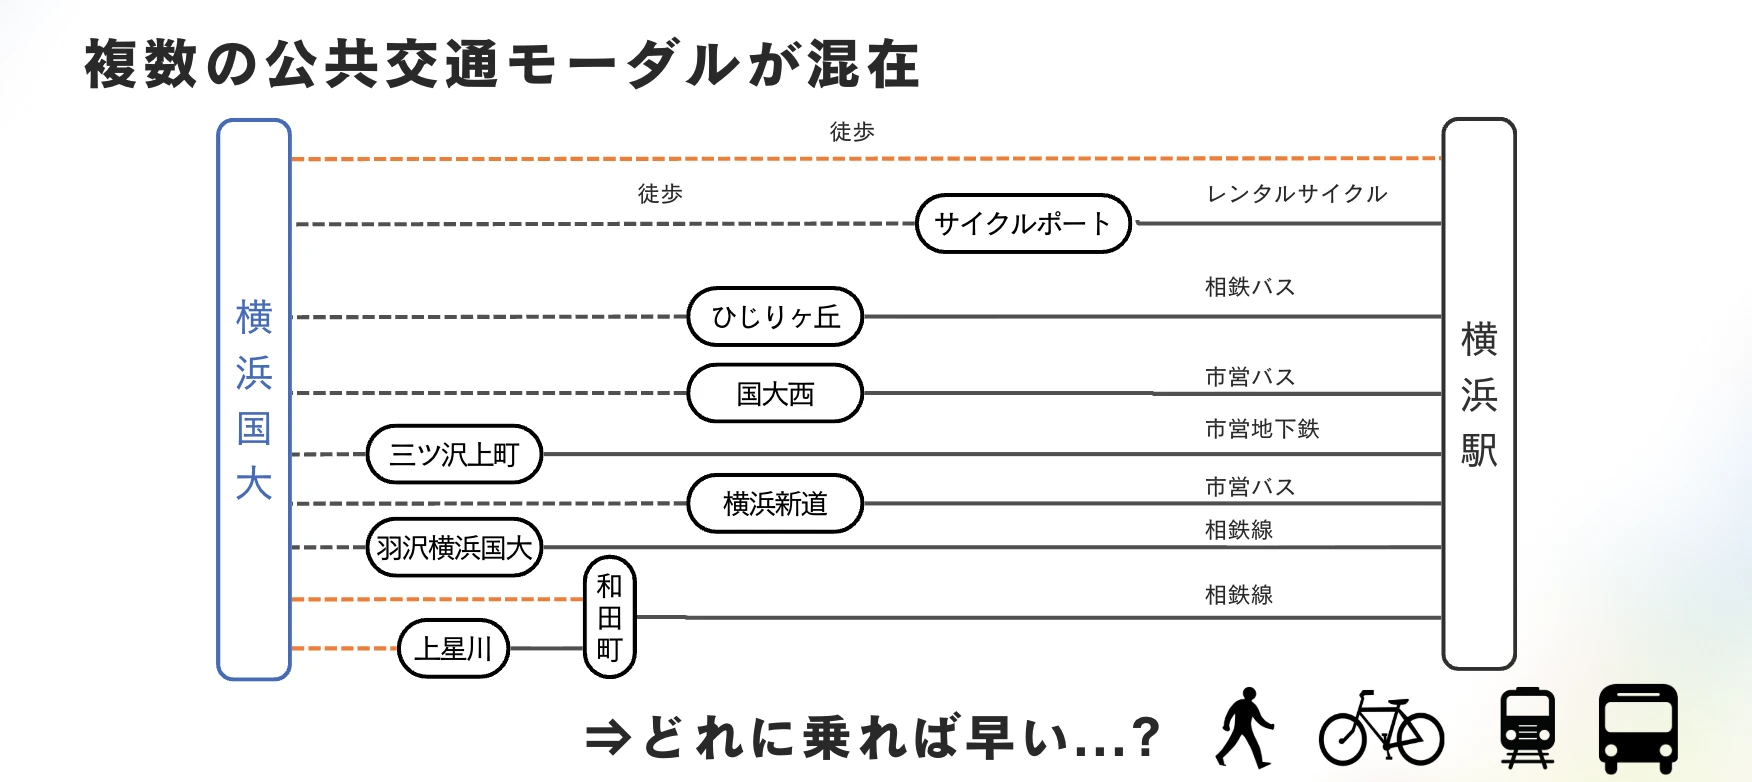 複数の公共交通モーダルが混在
徒歩
徒歩
サイクルポート
レンタルサイクル
ひじりヶ丘
相鉄バス
国大西
市営バス
三ツ沢上町
市営地下鉄
横浜新道
市営バス
羽沢横浜国大
相鉄線
和田町
相鉄線
上星川
横浜国大
横浜駅
⇒どれに乗れば早い…?